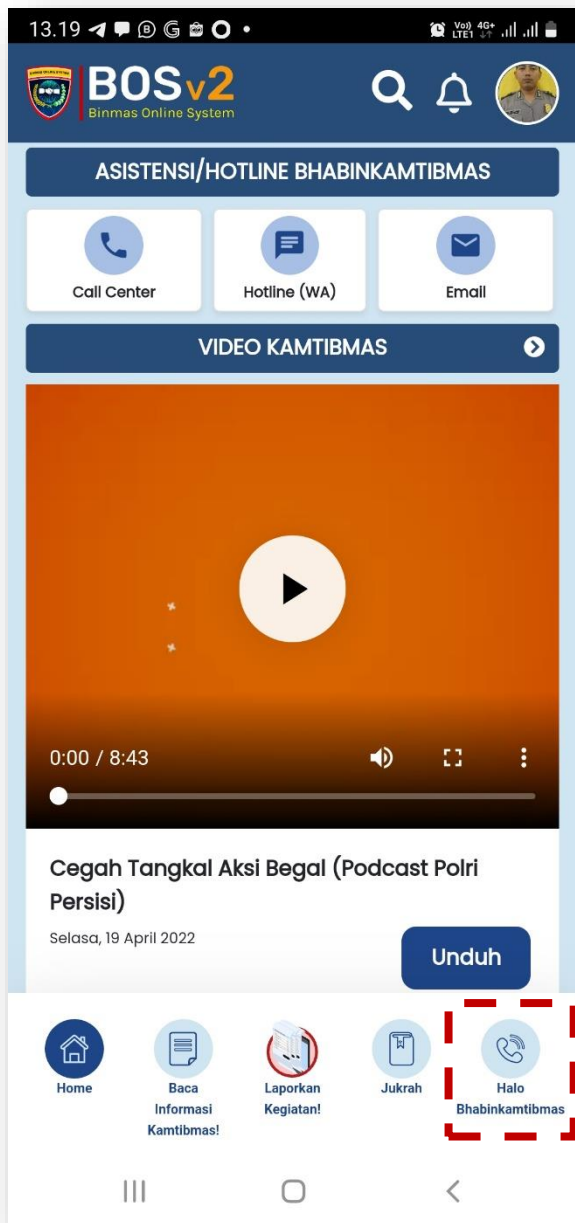 13.19
Vo)) 4G+
LTE1
BOSv2
Binmas Online System
ASISTENSI/HOTLINE BHABINKAMTIBMAS
Call Center
Hotline (WA)
Email
VIDEO KAMTIBMAS
0:00 / 8:43
Cegah Tangkal Aksi Begal (Podcast Polri
Persisi)
Selasa, 19 April 2022
Unduh
Home
Baca
Informasi
Kamtibmas!
Laporkan
Kegiatan!
Jukrah
Halo
Bhabinkamtibmas